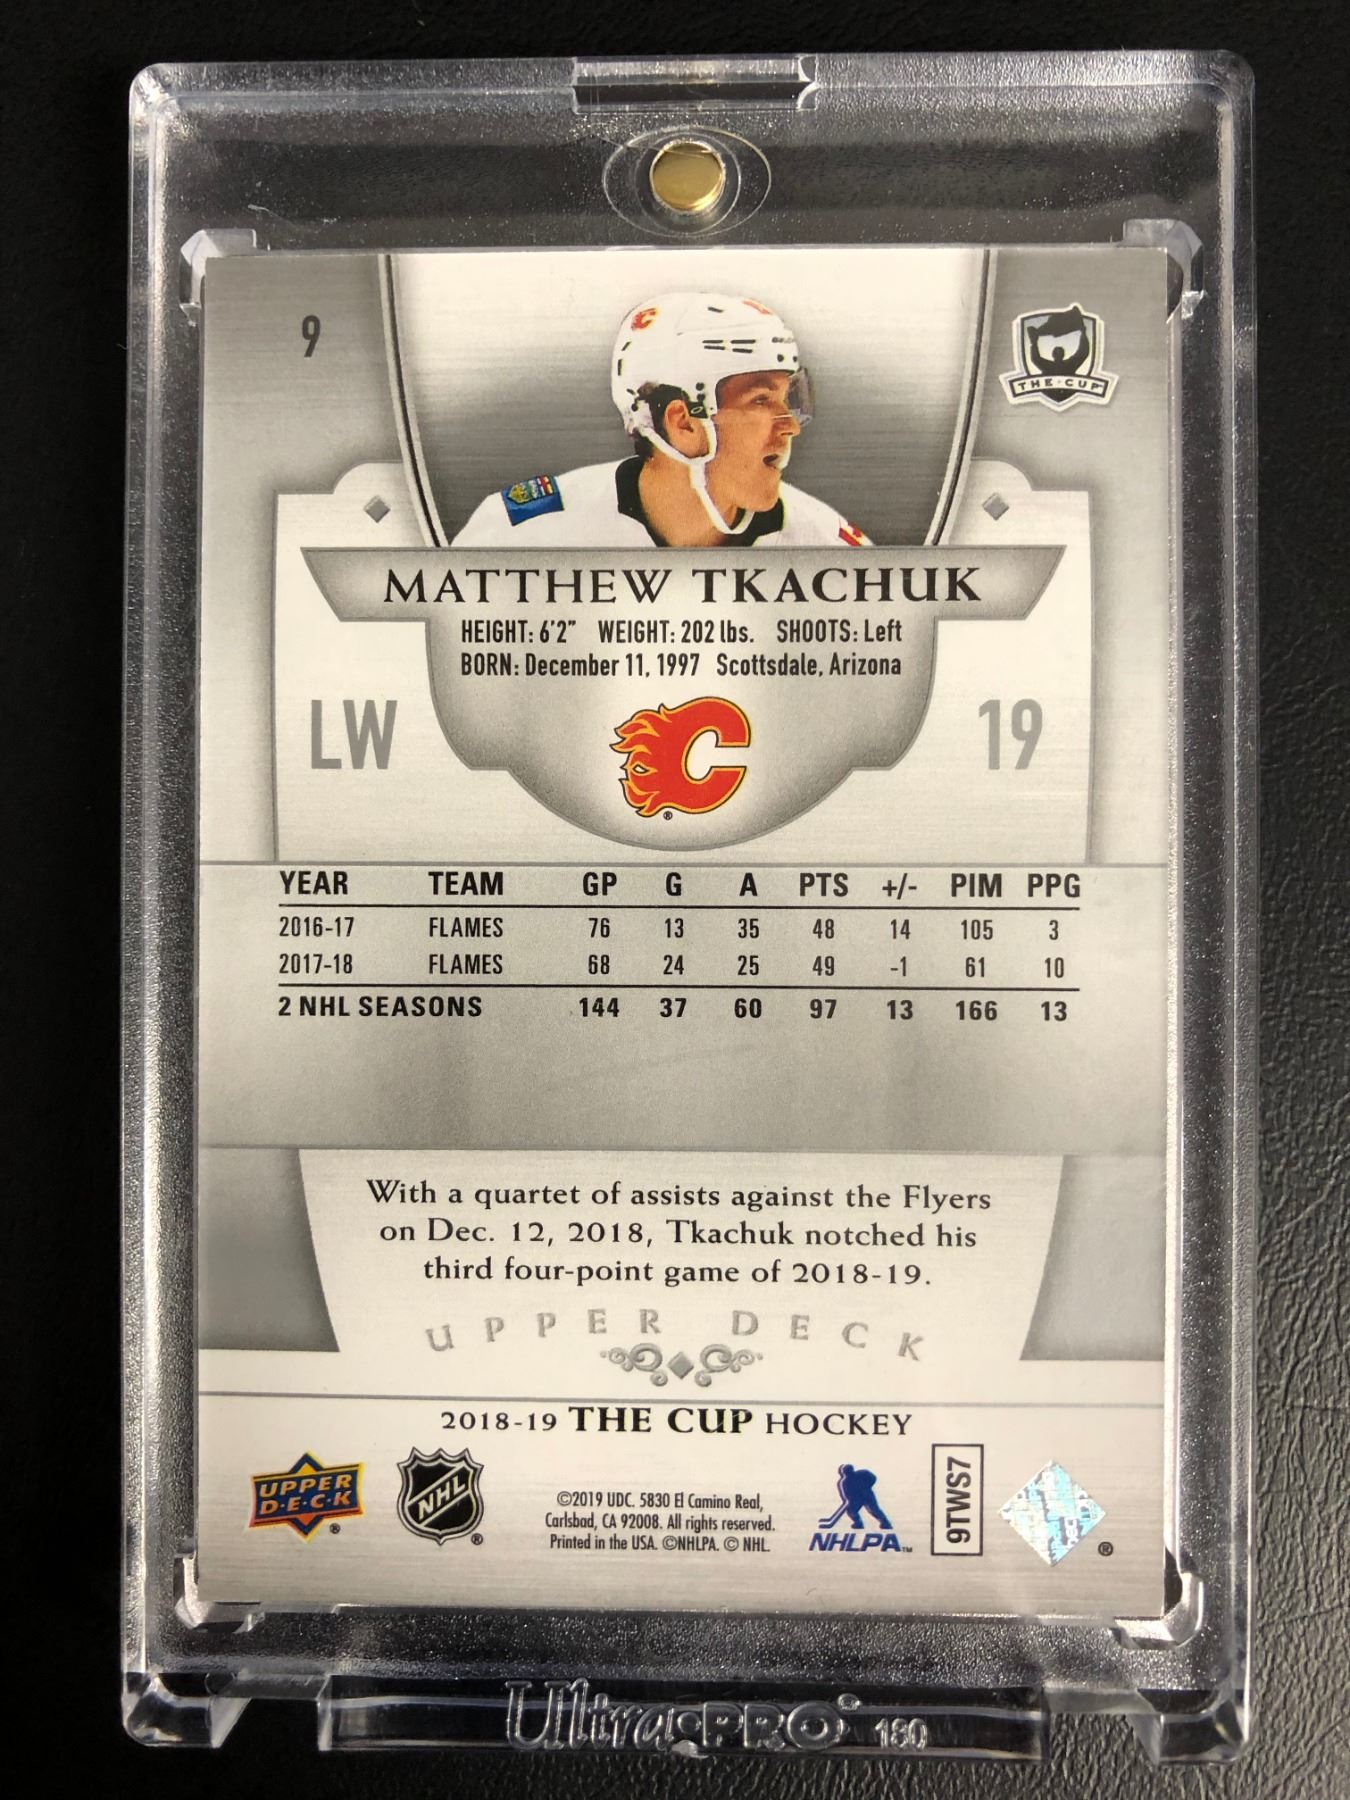 9
THE·CUP
MATTHEW TKACHUK
HEIGHT: 6'2" WEIGHT: 202 lbs. SHOOTS: Left
BORN: December 11, 1997 Scottsdale, Arizona
LW
19
YEAR TEAM GP G A PTS +/- PIM PPG
2016-17 FLAMES 76 13 35 48 14 105 3
2017-18 FLAMES 68 24 25 49 -1 61 10
2 NHL SEASONS 144 37 60 97 13 166 13
With a quartet of assists against the Flyers
on Dec. 12, 2018, Tkachuk notched his
third four-point game of 2018-19.
UPPER DECK
2018-19 THE CUP HOCKEY
UPPER
D·E·C·K
®
NHL
®
©2019 UDC. 5830 El Camino Real,
Carlsbad, CA 92008. All rights reserved.
Printed in the USA. ©NHLPA. © NHL.
NHLPA™
9TWS7
®
Ultra·PRO® 180